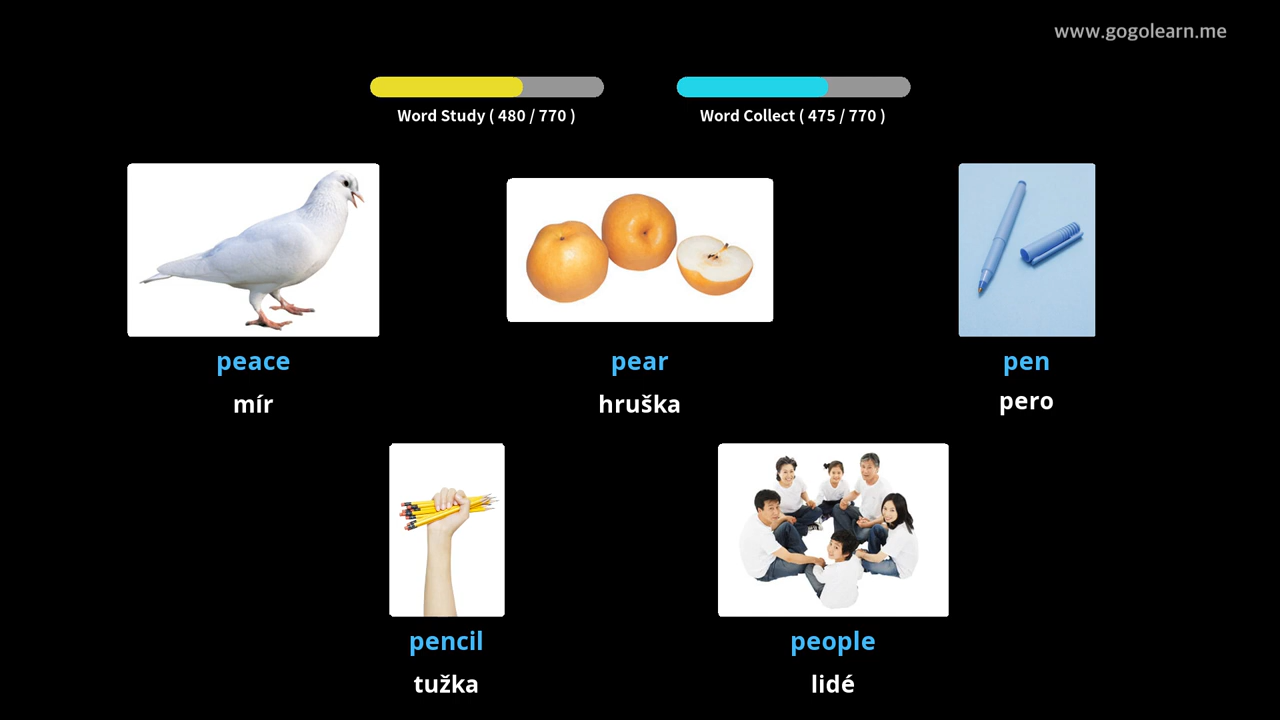 www.gogolearn.me
Word Study ( 480 / 770 )
Word Collect ( 475 / 770 )
peace
mír
pear
hruška
pen
pero
pencil
tužka
people
lidé